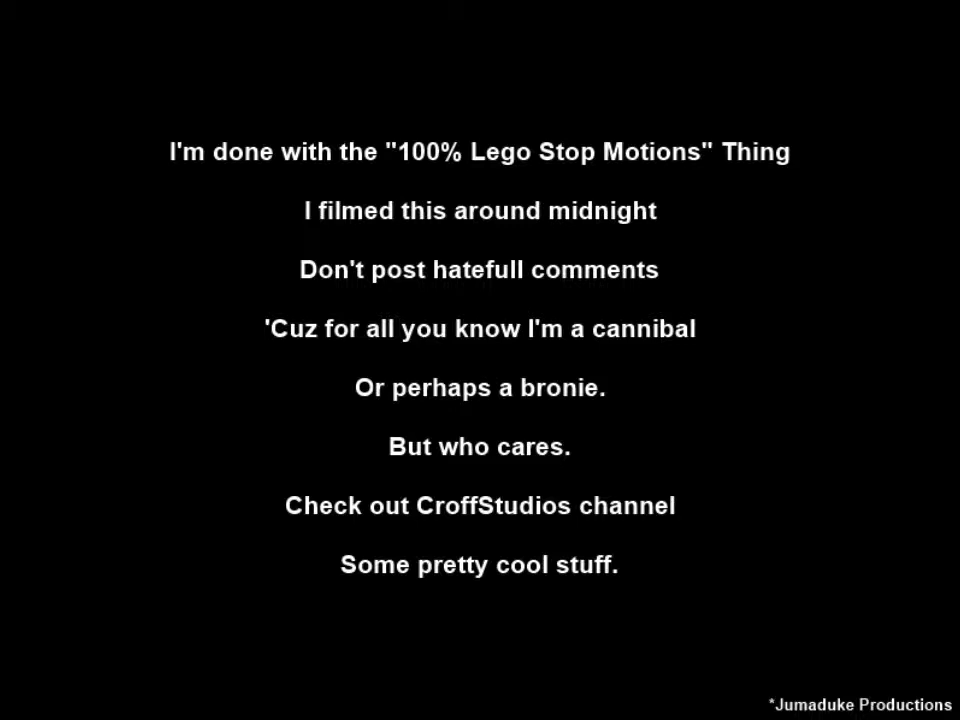 I'm done with the "100% Lego Stop Motions" Thing
I filmed this around midnight
Don't post hatefull comments
'Cuz for all you know I'm a cannibal
Or perhaps a bronie.
But who cares.
Check out CroffStudios channel
Some pretty cool stuff.
*Jumaduke Productions